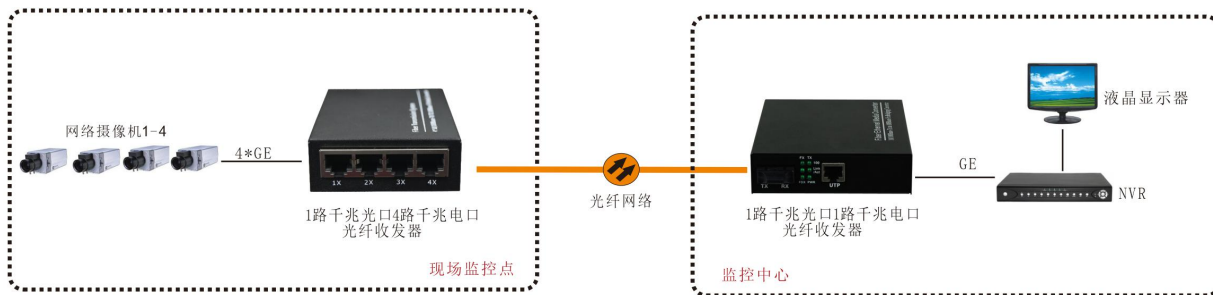 网络摄像机1-4
4*GE
1X 2X 3X 4X
1路千兆光口4路千兆电口
光纤收发器
现场监控点
光纤网络
FX TX
TX RX
UTP
1路千兆光口1路千兆电口
光纤收发器
监控中心
GE
液晶显示器
NVR